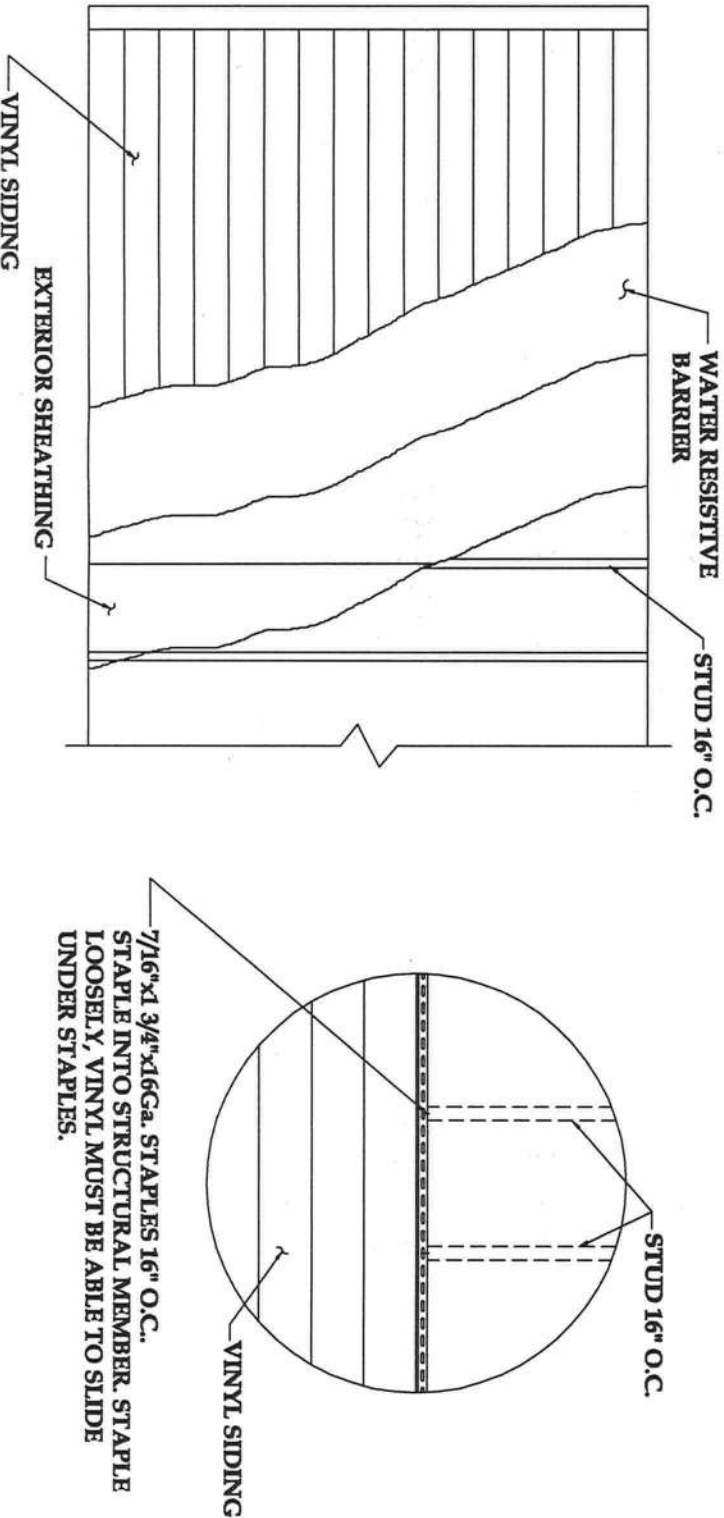 WATER RESISTIVE
BARRIER
STUD 16" O.C.
EXTERIOR SHEATHING
VINYL SIDING
STUD 16" O.C.
VINYL SIDING
7/16"x1 3/4"x16Ga. STAPLES 16" O.C..
STAPLE INTO STRUCTURAL MEMBER. STAPLE
LOOSELY, VINYL MUST BE ABLE TO SLIDE
UNDER STAPLES.